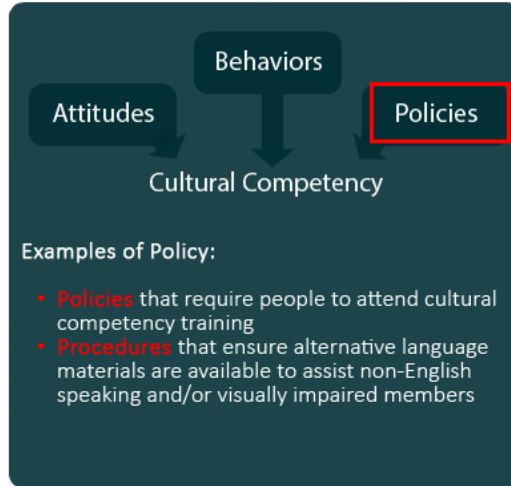 Behaviors
Attitudes
Policies
Cultural Competency
Examples of Policy:
• Policies that require people to attend cultural
competency training
• Procedures that ensure alternative language
materials are available to assist non-English
speaking and/or visually impaired members